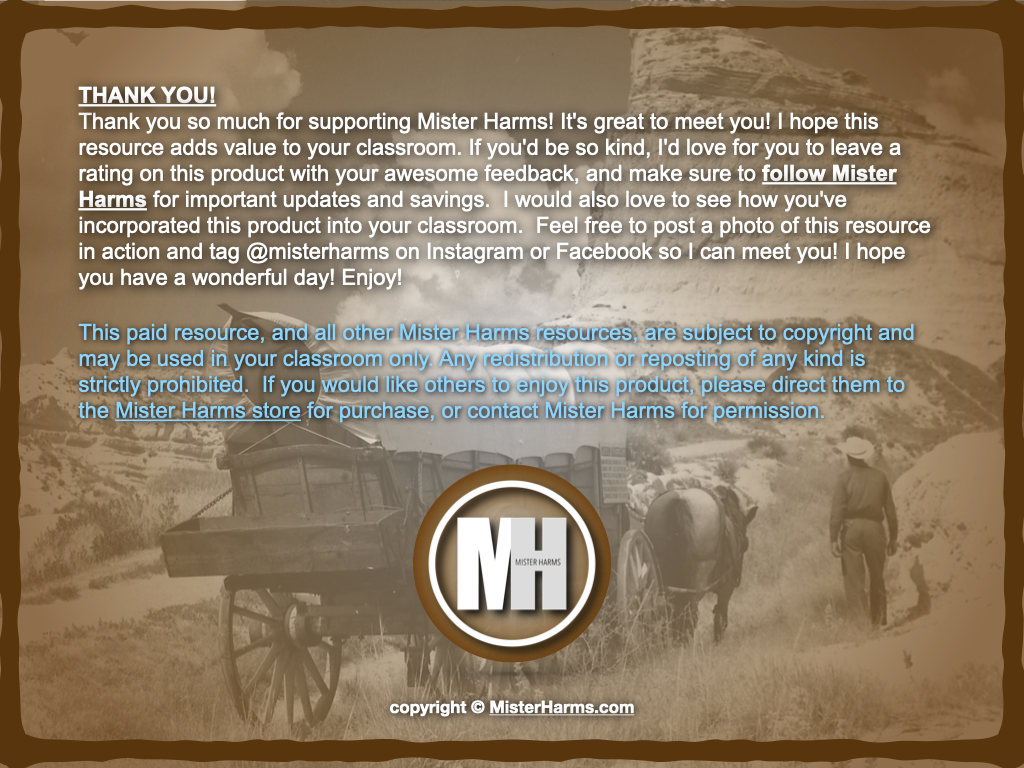 THANK YOU!
Thank you so much for supporting Mister Harms! It's great to meet you! I hope this
resource adds value to your classroom. If you'd be so kind, I'd love for you to leave a
rating on this product with your awesome feedback, and make sure to follow Mister
Harms for important updates and savings.  I would also love to see how you've
incorporated this product into your classroom.  Feel free to post a photo of this resource
in action and tag @misterharms on Instagram or Facebook so I can meet you! I hope
you have a wonderful day! Enjoy!
This paid resource, and all other Mister Harms resources, are subject to copyright and
may be used in your classroom only. Any redistribution or reposting of any kind is
strictly prohibited.  If you would like others to enjoy this product, please direct them to
the Mister Harms store for purchase, or contact Mister Harms for permission.
MH
MISTER HARMS
copyright © MisterHarms.com